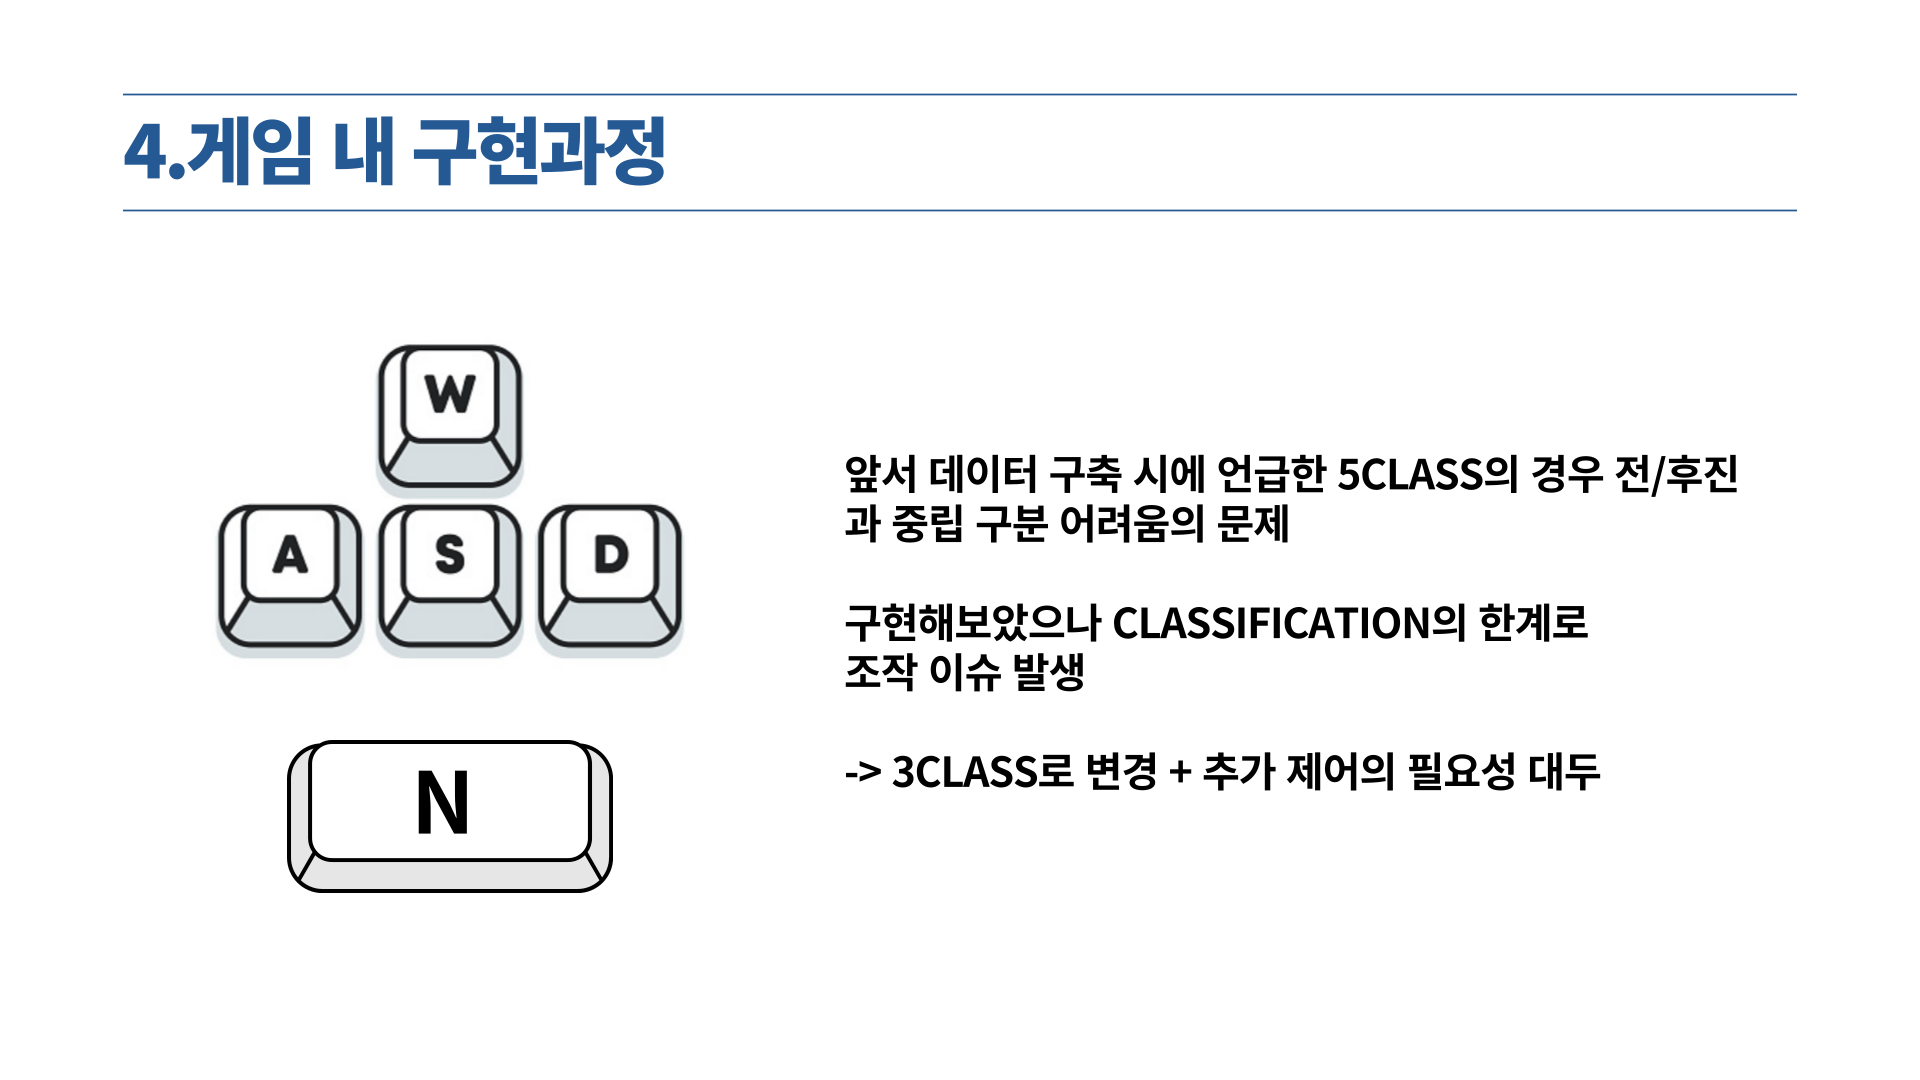 4.게임 내 구현과정
W
A S D
N
앞서 데이터 구축 시에 언급한 5CLASS의 경우 전/후진
과 중립 구분 어려움의 문제
구현해보았으나 CLASSIFICATION의 한계로
조작 이슈 발생
-> 3CLASS로 변경 + 추가 제어의 필요성 대두